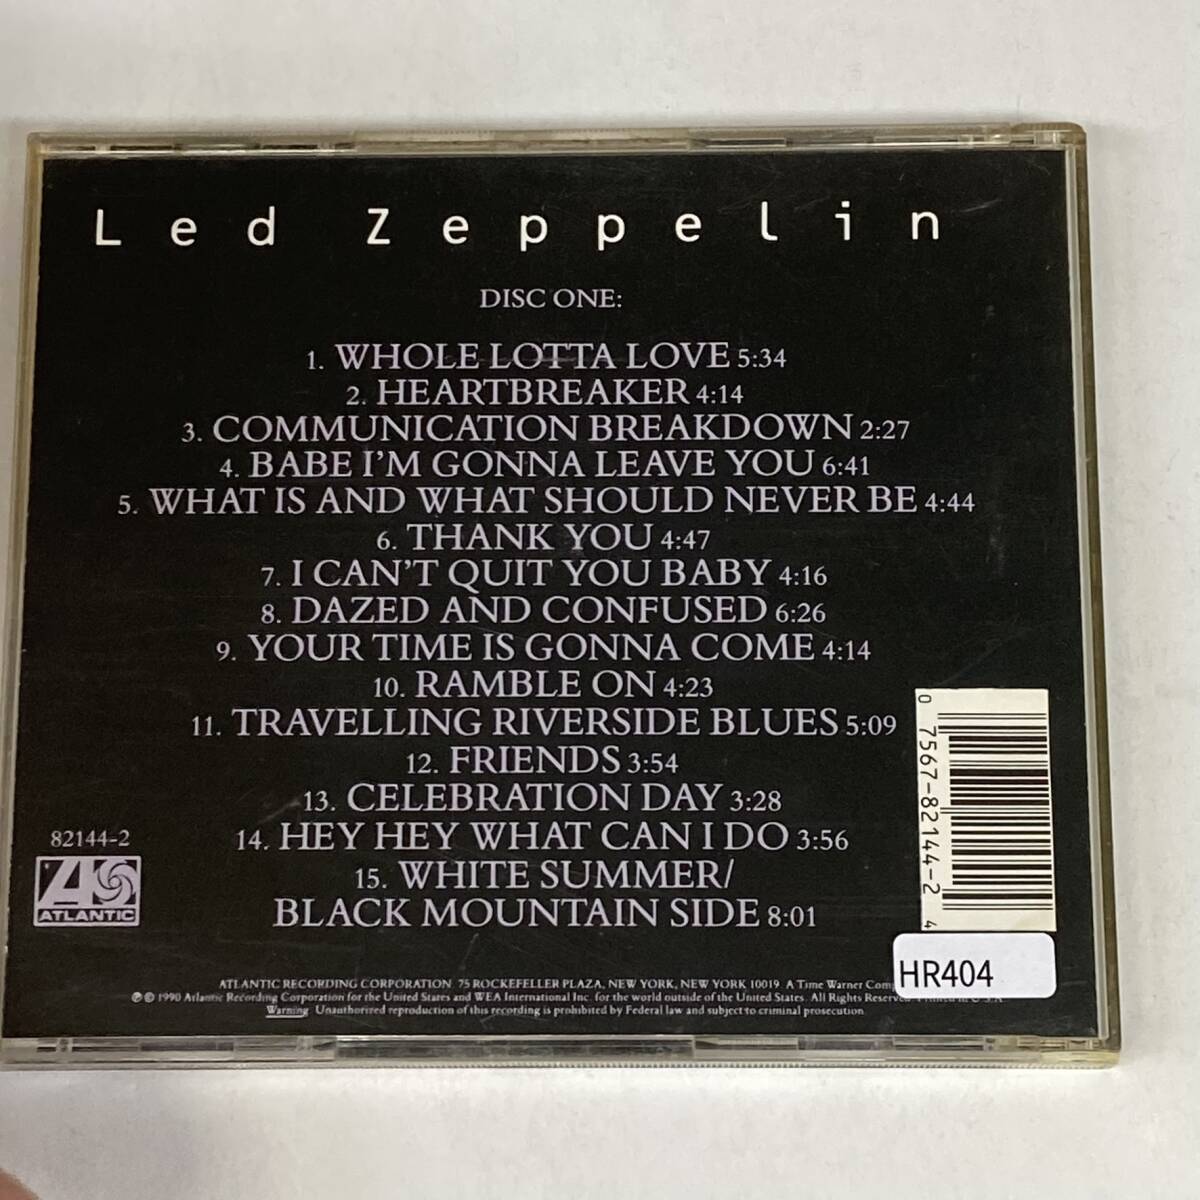 Led Zeppelin
DISC ONE:
1. WHOLE LOTTA LOVE 5:34
2. HEARTBREAKER 4:14
3. COMMUNICATION BREAKDOWN 2:27
4. BABE I'M GONNA LEAVE YOU 6:41
5. WHAT IS AND WHAT SHOULD NEVER BE 4:44
6. THANK YOU 4:47
7. I CAN'T QUIT YOU BABY 4:16
8. DAZED AND CONFUSED 6:26
9. YOUR TIME IS GONNA COME 4:14
10. RAMBLE ON 4:23
11. TRAVELLING RIVERSIDE BLUES 5:09
12. FRIENDS 3:54
13. CELEBRATION DAY 3:28
14. HEY HEY WHAT CAN I DO 3:56
15. WHITE SUMMER/
BLACK MOUNTAIN SIDE 8:01
82144-2
ATLANTIC
0 7567-82144-2 4
HR404
ATLANTIC RECORDING CORPORATION 75 ROCKEFELLER PLAZA, NEW YORK, NEW YORK 10019 A Time Warner
℗ © 1990 Atlantic Recording Corporation for the United States and WEA International Inc. for the world outside of the United States. All Rights
Warning: Unauthorized reproduction of this recording is prohibited by Federal law and subject to criminal prosecution.